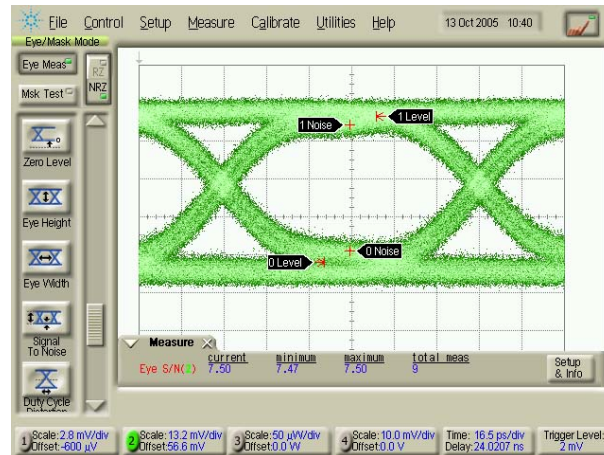 File Control Setup Measure Calibrate Utilities Help 13 Oct 2005 10:40
Eye/Mask Mode
Eye Meas
RZ
NRZ
Msk Test
Zero Level
Eye Height
Eye Width
Signal
To Noise
Duty Cycle
Distortion
1 Noise
1 Level
0 Level
0 Noise
Measure
current minimum maximum total meas
Eye S/N(2) 7.50 7.47 7.50 9
Setup
& Info
1 Scale:2.8 mV/div
Offset:-600 µV
2 Scale:13.2 mV/div
Offset:56.6 mV
3 Scale:50 µW/div
Offset:0.0 W
4 Scale:10.0 mV/div
Offset:0.0 V
Time: 16.5 ps/div
Delay:24.0207 ns
Trigger Level:
2 mV